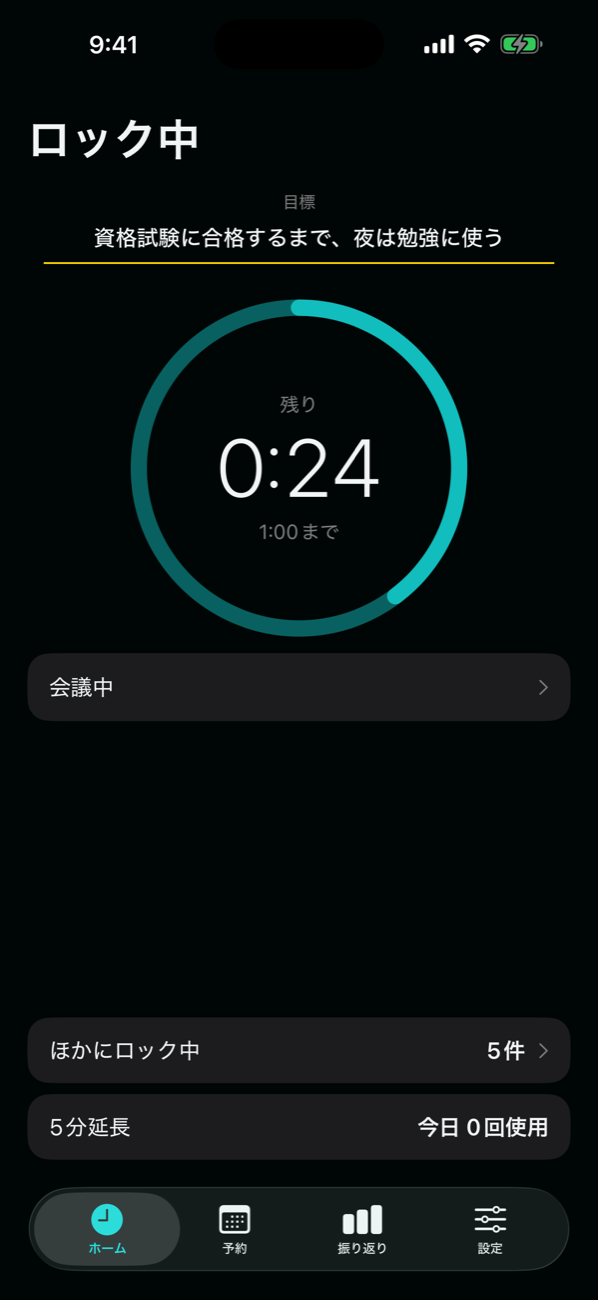 9:41
ロック中
目標
資格試験に合格するまで、夜は勉強に使う
残り
0:24
1:00まで
会議中
ほかにロック中 5件
5分延長 今日 0回使用
ホーム 予約 振り返り 設定